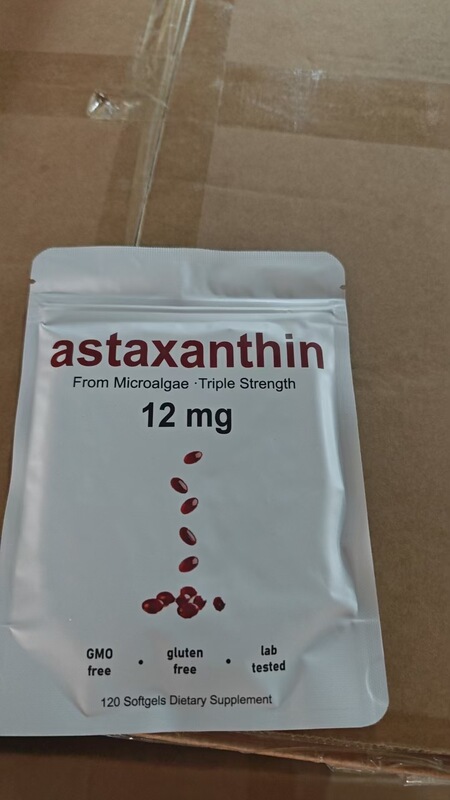 astaxanthin
From Microalgae ·Triple Strength
12 mg
GMO
free
•
gluten
free
•
lab
tested
120 Softgels Dietary Supplement